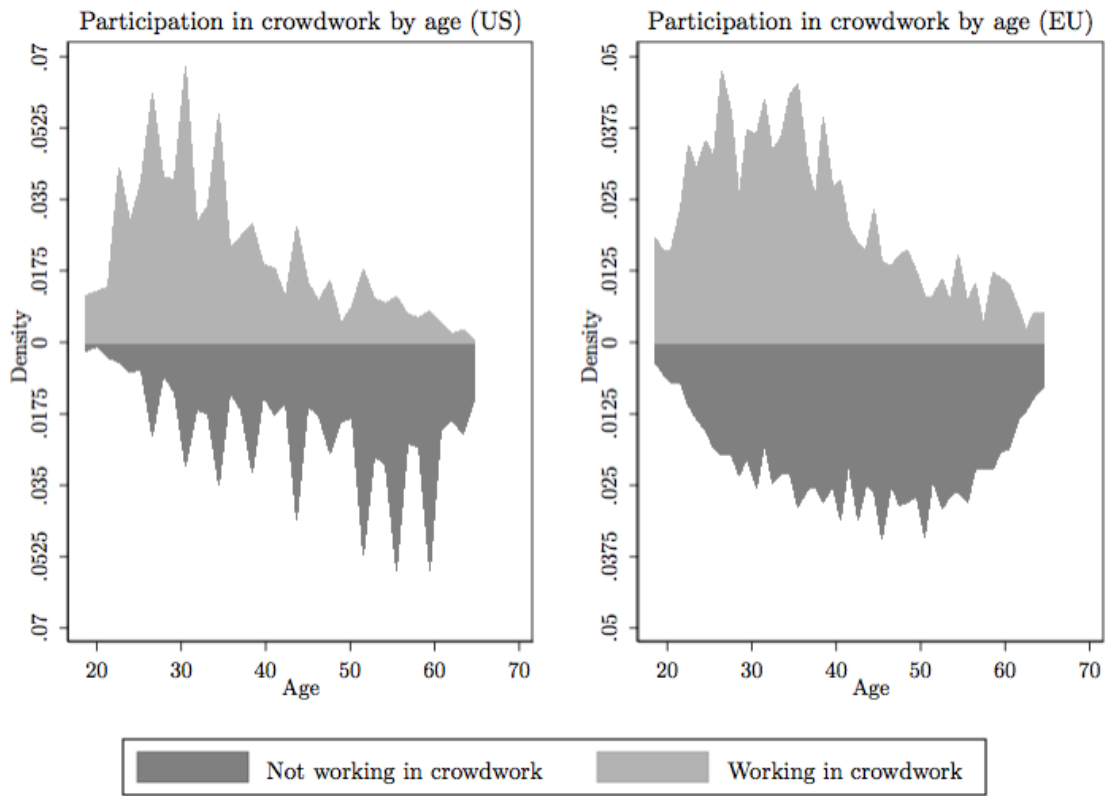 Participation in crowdwork by age (US)
Density
.07
.0525
.035
.0175
0
.0175
.035
.0525
.07
20 30 40 50 60 70
Age
Participation in crowdwork by age (EU)
Density
.05
.0375
.025
.0125
0
.0125
.025
.0375
.05
20 30 40 50 60 70
Age
Not working in crowdwork
Working in crowdwork